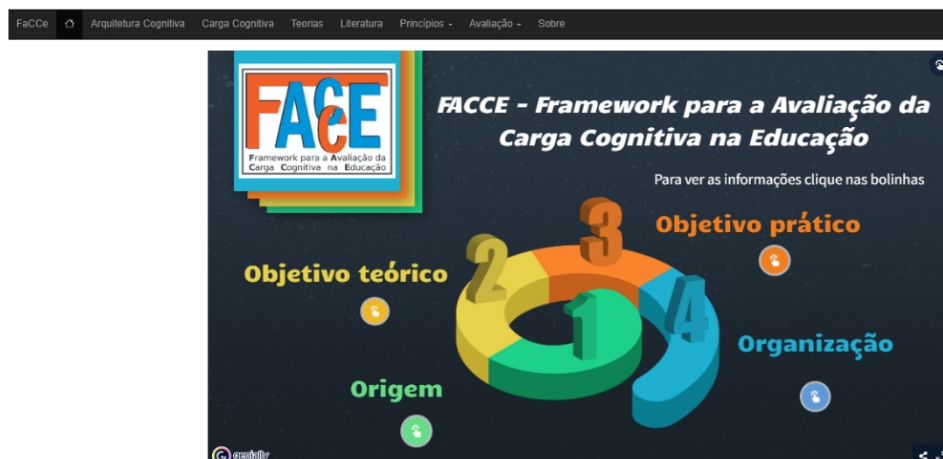 FaCCe Arquitetura Cognitiva Carga Cognitiva Teorias Literatura Princípios Avaliação Sobre
FACCE
Framework para a Avaliação da
Carga Cognitiva na Educação
FACCE - Framework para a Avaliação da
Carga Cognitiva na Educação
Para ver as informações clique nas bolinhas
3
Objetivo prático
2
Objetivo teórico
1
4
Organização
Origem
genially